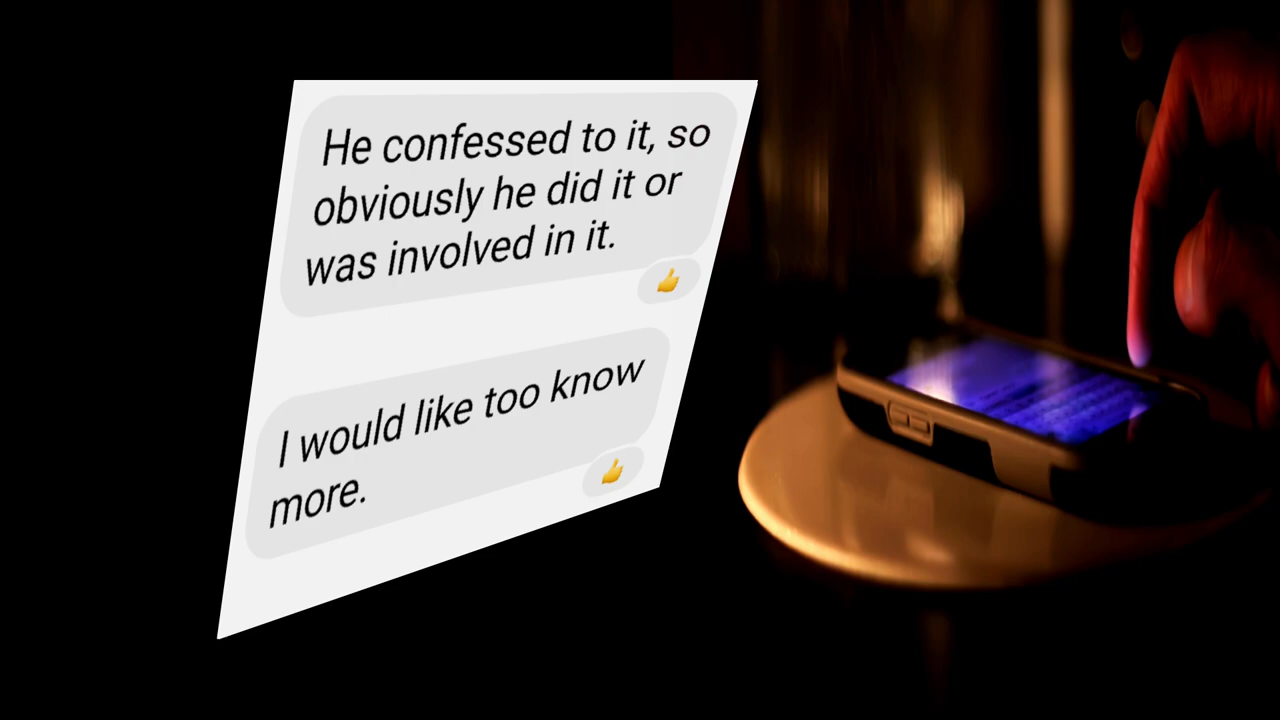 He confessed to it, so
obviously he did it or
was involved in it.
👍
I would like too know
more.
👍